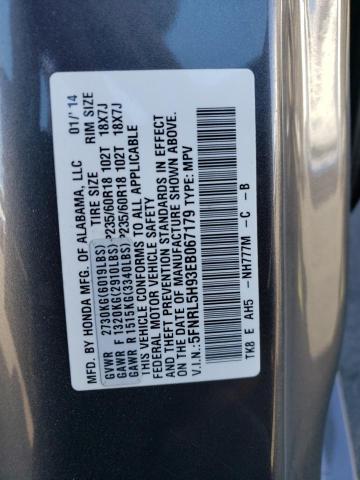 MFD. BY HONDA MFG. OF ALABAMA, LLC 01/'14
TIRE SIZE RIM SIZE
GVWR 2730KG(6019LBS)
GAWR F 1320KG(2910LBS) P235/60R18 102T 18X7J
GAWR R 1515KG(3340LBS) P235/60R18 102T 18X7J
THIS VEHICLE CONFORMS TO ALL APPLICABLE
FEDERAL MOTOR VEHICLE SAFETY
AND THEFT PREVENTION STANDARDS IN EFFECT
ON THE DATE OF MANUFACTURE SHOWN ABOVE.
V.I.N.: 5FNRL5H93EB067179 TYPE: MPV
TK8 E AH5 - NH777M - C - B